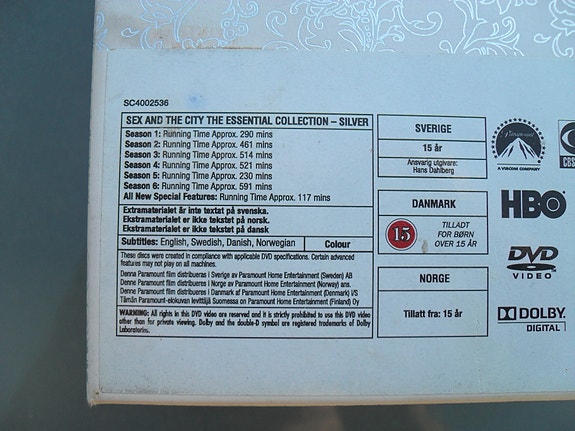 SC4002536
SEX AND THE CITY THE ESSENTIAL COLLECTION – SILVER
Season 1: Running Time Approx. 290 mins
Season 2: Running Time Approx. 461 mins
Season 3: Running Time Approx. 514 mins
Season 4: Running Time Approx. 521 mins
Season 5: Running Time Approx. 230 mins
Season 6: Running Time Approx. 591 mins
All New Special Features: Running Time Approx. 117 mins
Extramaterialet är inte textat på svenska.
Ekstramaterialet er ikke tekstet på norsk.
Ekstramaterialet er ikke tekstet på dansk
Subtitles: English, Swedish, Danish, Norwegian
Colour
These discs were created in compliance with applicable DVD specifications. Certain advanced
features may not play on all machines.
Denna Paramount film distribueras i Sverige av Paramount Home Entertainment (Sweden) AB
Denne Paramount film distribueres i Norge av Paramount Home Entertainment (Norway) ans.
Denne Paramount film distribueres i Danmark af Paramount Home Entertainment (Denmark) I/S
Tämän Paramount-elokuvan levittäjä Suomessa on Paramount Home Entertainment (Finland) Oy
WARNING: All rights in this DVD video are reserved and it is strictly prohibited to use this DVD video
other than for private viewing. Dolby and the double-D symbol are registered trademarks of Dolby
Laboratories.
SVERIGE
15 år
Ansvarig utgivare:
Hans Dahlberg
DANMARK
15
TILLADT
FOR BØRN
OVER 15 ÅR
NORGE
Tillatt fra: 15 år
Paramount
A VIACOM COMPANY
CBS
HBO
DVD
VIDEO
DOLBY
DIGITAL